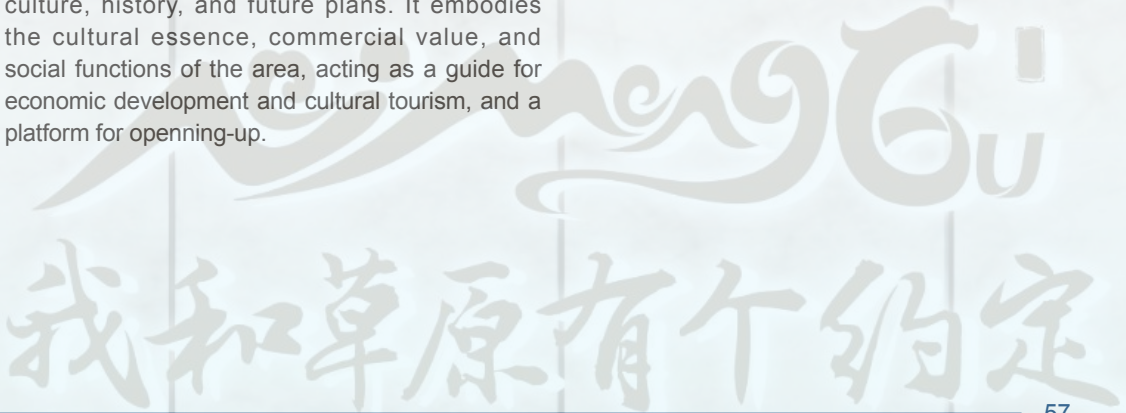 culture, history, and future plans. It embodies
the cultural essence, commercial value, and
social functions of the area, acting as a guide for
economic development and cultural tourism, and a
platform for openning-up.
NeiMengGu
我和草原有个约定
57